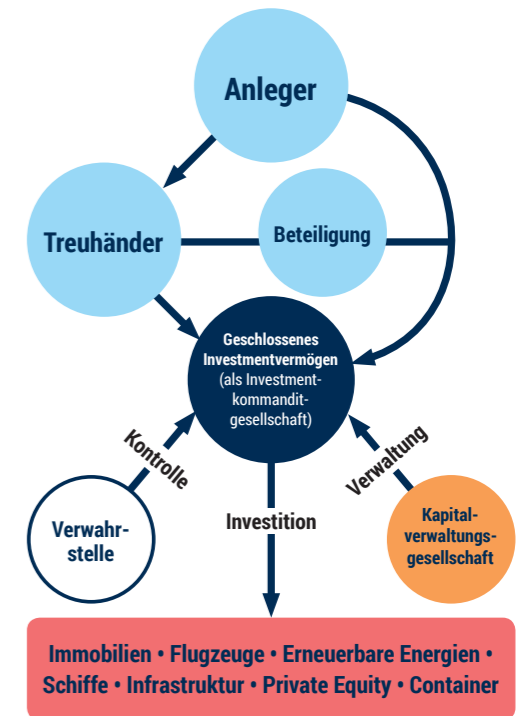 Anleger
Treuhänder
Beteiligung
Geschlossenes
Investmentvermögen
(als Investment-
kommandit-
gesellschaft)
Kontrolle
Verwaltung
Verwahr-
stelle
Investition
Kapital-
verwaltungs-
gesellschaft
Immobilien • Flugzeuge • Erneuerbare Energien •
Schiffe • Infrastruktur • Private Equity • Container